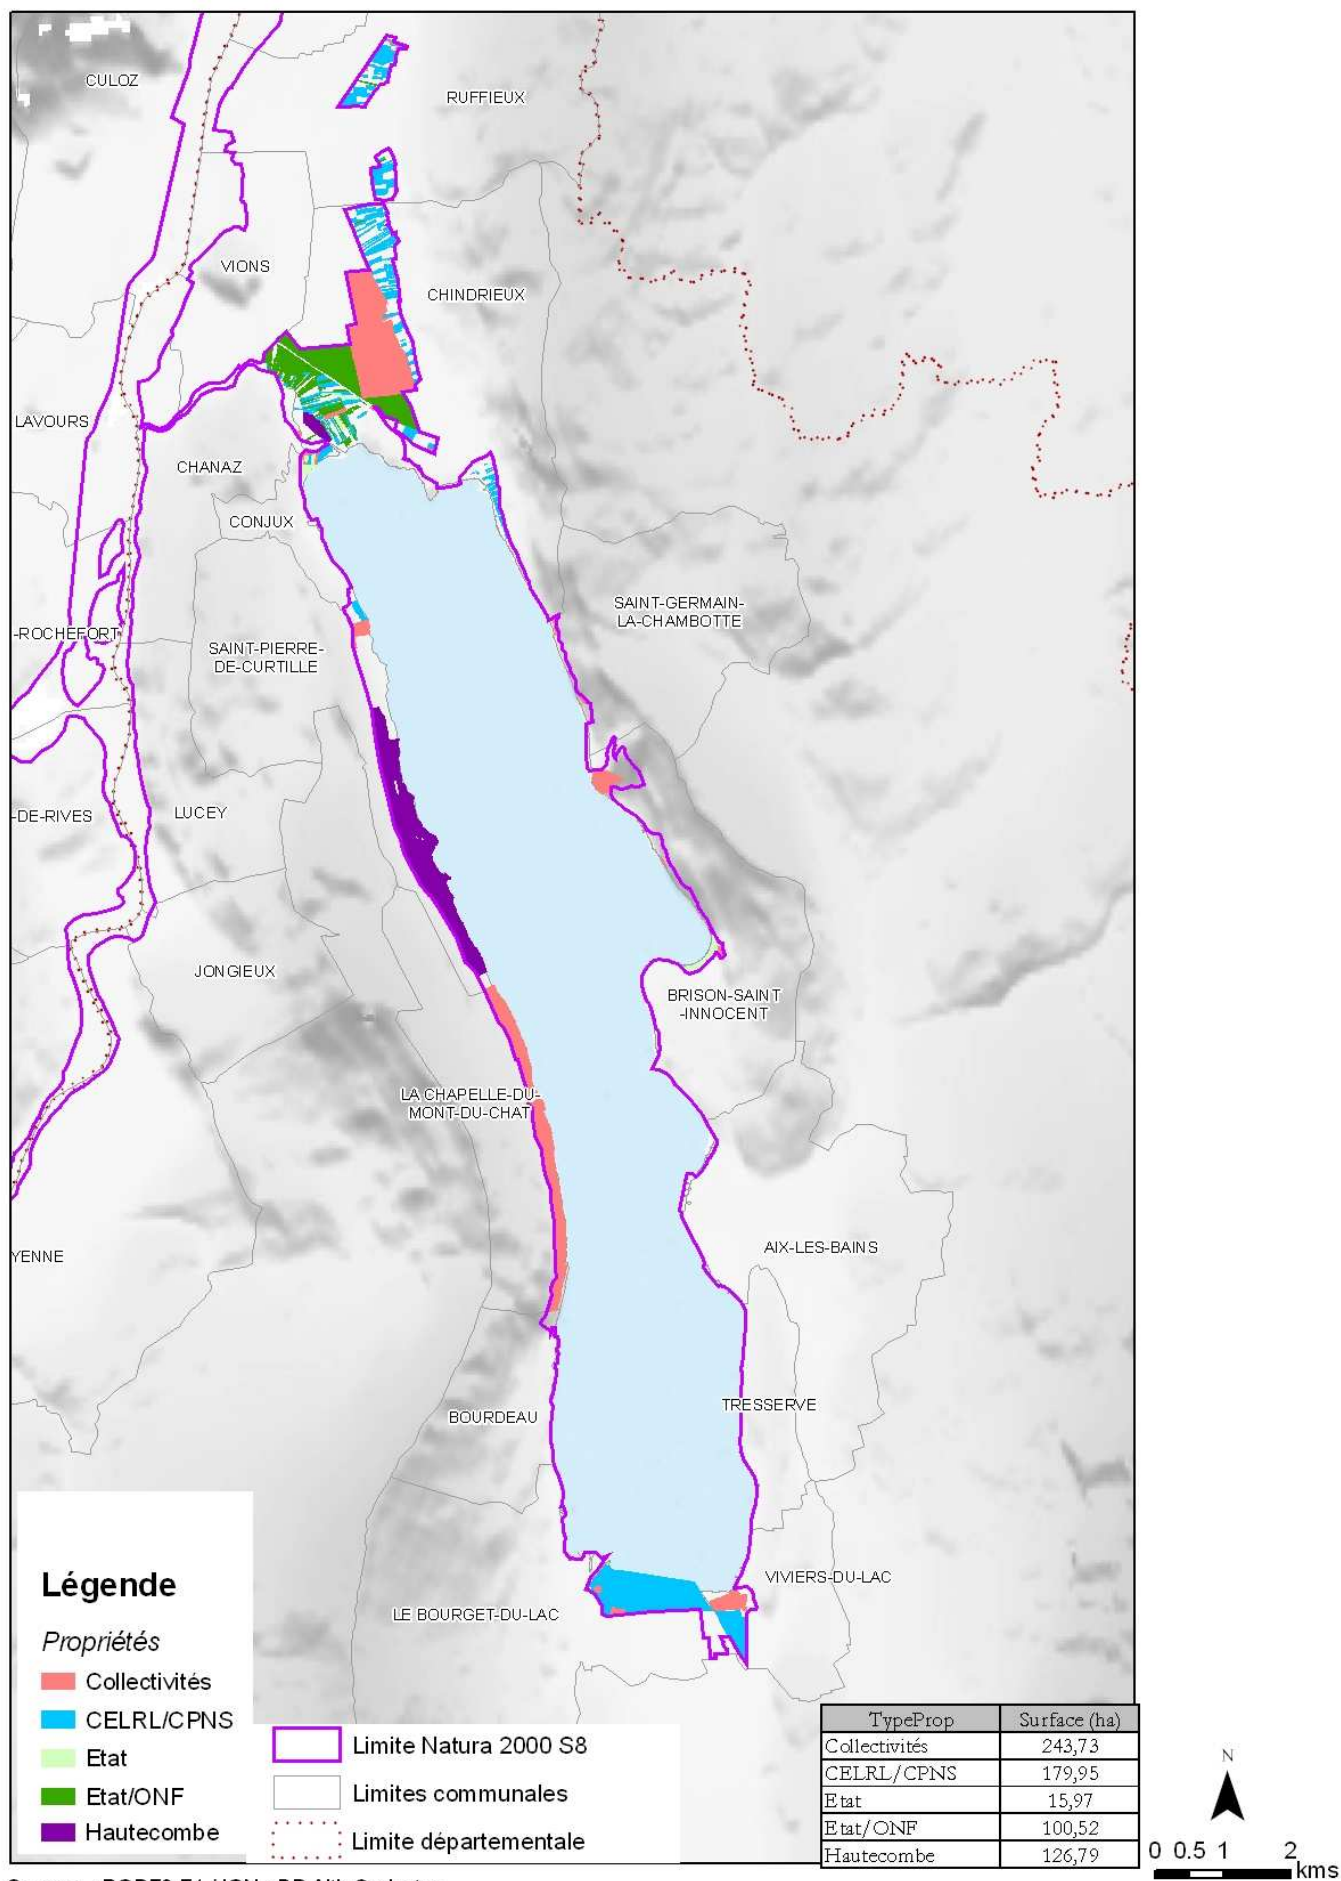 CULOZ
RUFFIEUX
VIONS
CHINDRIEUX
LAVOURS
CHANAZ
CONJUX
SAINT-GERMAIN-
LA-CHAMBOTTE
-ROCHEFORT
SAINT-PIERRE-
DE-CURTILLE
-DE-RIVES
LUCEY
JONGIEUX
BRISON-SAINT
-INNOCENT
LA CHAPELLE-DU-
MONT-DU-CHAT
YENNE
AIX-LES-BAINS
TRESSERVE
BOURDEAU
VIVIERS-DU-LAC
LE BOURGET-DU-LAC
Légende
Propriétés
Collectivités
CELRL/CPNS
Etat
Etat/ONF
Hautecombe
Limite Natura 2000 S8
Limites communales
Limite départementale
TypeProp Surface (ha)
Collectivités 243,73
CELRL/CPNS 179,95
Etat 15,97
Etat/ONF 100,52
Hautecombe 126,79
N
0 0.5 1 2
kms